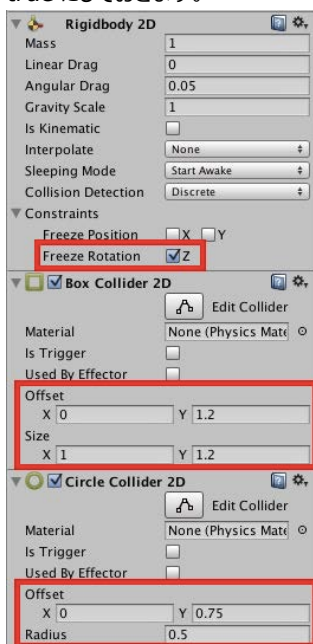 Rigidbody 2D
Mass 1
Linear Drag 0
Angular Drag 0.05
Gravity Scale 1
Is Kinematic
Interpolate None
Sleeping Mode Start Awake
Collision Detection Discrete
Constraints
Freeze Position X Y
Freeze Rotation Z
Box Collider 2D
Edit Collider
Material None (Physics Mate
Is Trigger
Used By Effector
Offset
X 0 Y 1.2
Size
X 1 Y 1.2
Circle Collider 2D
Edit Collider
Material None (Physics Mate
Is Trigger
Used By Effector
Offset
X 0 Y 0.75
Radius 0.5